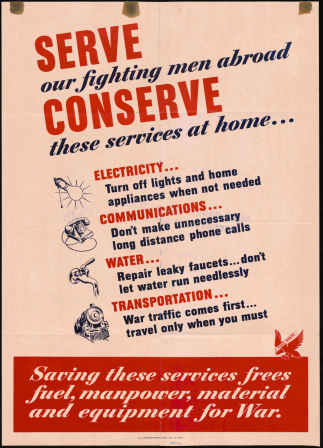 SERVE
our fighting men abroad
CONSERVE
these services at home...
ELECTRICITY...
Turn off lights and home
appliances when not needed
COMMUNICATIONS...
Don't make unnecessary
long distance phone calls
WATER...
Repair leaky faucets...don't
let water run needlessly
TRANSPORTATION...
War traffic comes first...
travel only when you must
Saving these services frees
fuel, manpower, material
and equipment for War.